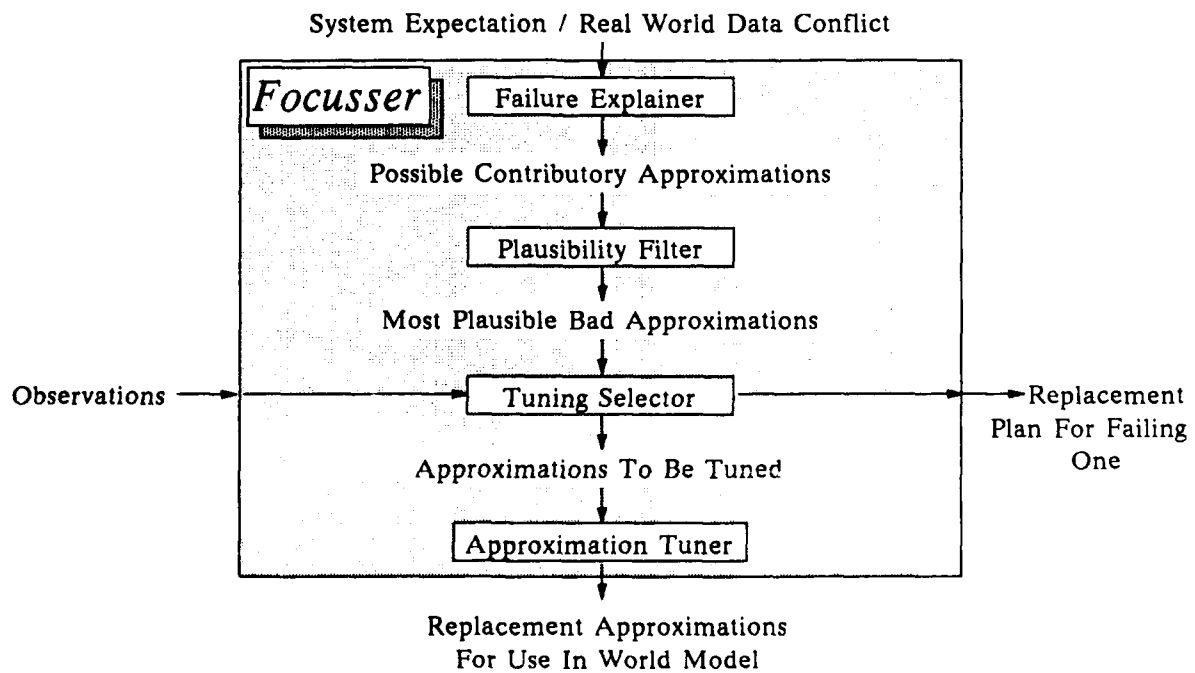 System Expectation / Real World Data Conflict
Focusser
Failure Explainer
Possible Contributory Approximations
Plausibility Filter
Most Plausible Bad Approximations
Observations
Tuning Selector
Replacement
Plan For Failing
One
Approximations To Be Tuned
Approximation Tuner
Replacement Approximations
For Use In World Model